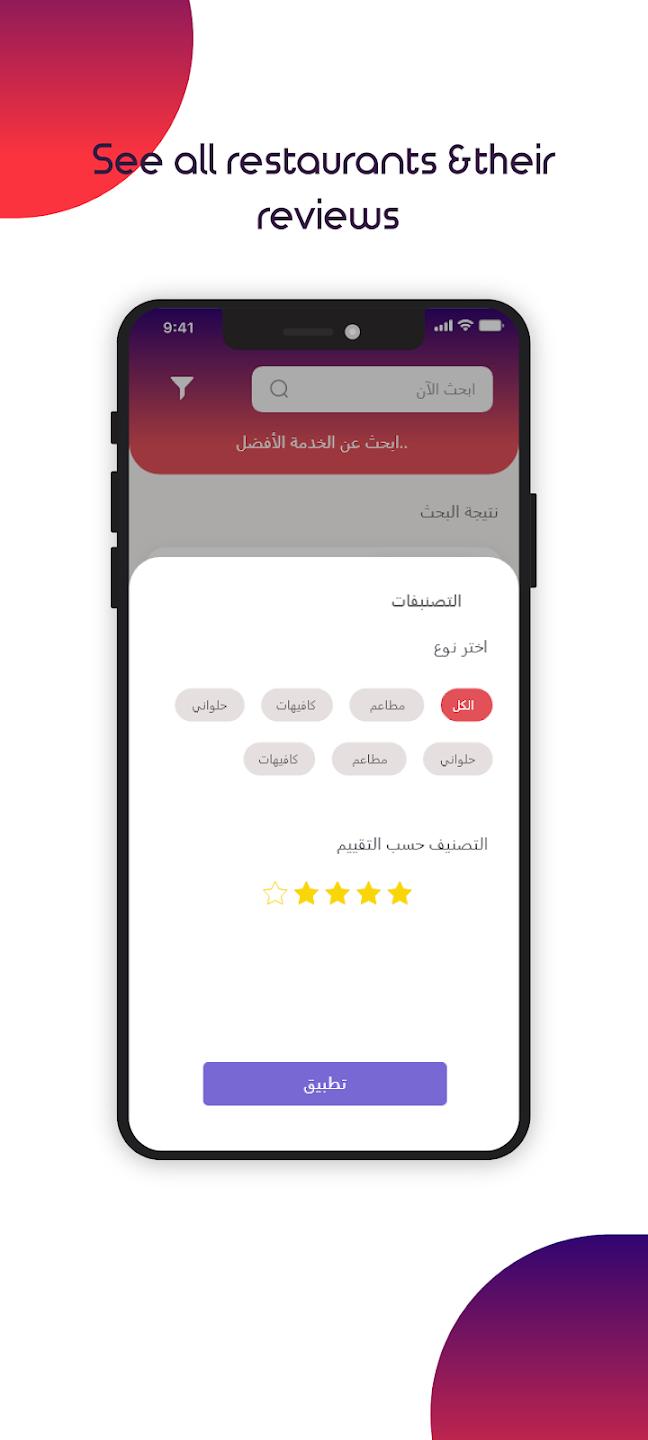 See all restaurants &their
reviews
9:41
ابحث الآن
ابحث عن الخدمة الأفضل..
نتيجة البحث
التصنيفات
اختر نوع
الكل مطاعم كافيهات حلواني
حلواني مطاعم كافيهات
التصنيف حسب التقييم
تطبيق